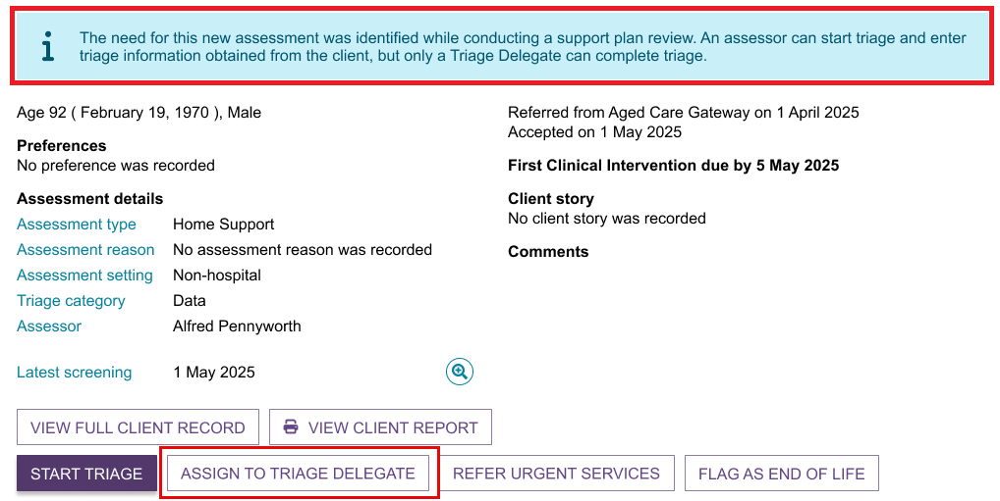 The need for this new assessment was identified while conducting a support plan review. An assessor can start triage and enter
triage information obtained from the client, but only a Triage Delegate can complete triage.
Age 92 ( February 19, 1970 ), Male
Preferences
No preference was recorded
Assessment details
Assessment type Home Support
Assessment reason No assessment reason was recorded
Assessment setting Non-hospital
Triage category Data
Assessor Alfred Pennyworth
Latest screening 1 May 2025
Referred from Aged Care Gateway on 1 April 2025
Accepted on 1 May 2025
First Clinical Intervention due by 5 May 2025
Client story
No client story was recorded
Comments
VIEW FULL CLIENT RECORD VIEW CLIENT REPORT
START TRIAGE ASSIGN TO TRIAGE DELEGATE REFER URGENT SERVICES FLAG AS END OF LIFE